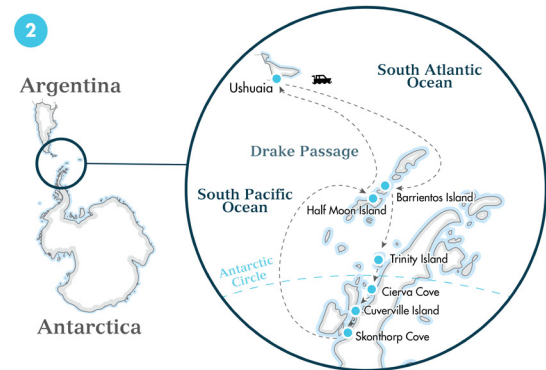 2
Argentina
South Atlantic
Ocean
Ushuaia
Drake Passage
South Pacific
Ocean
Barrientos Island
Half Moon Island
Trinity Island
Antarctic
Circle
Cierva Cove
Cuverville Island
Skonthorp Cove
Antarctica